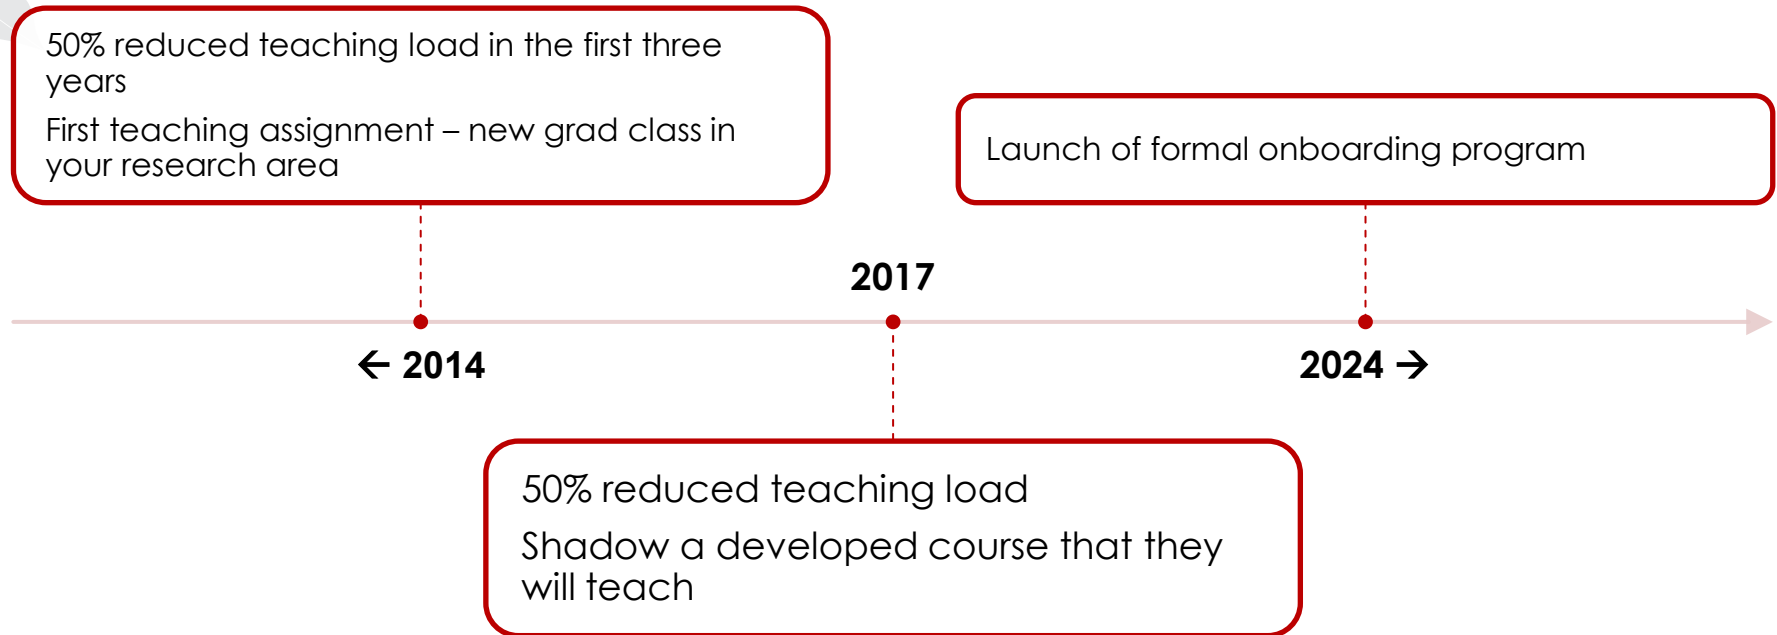 50% reduced teaching load in the first three
years
First teaching assignment – new grad class in
your research area
Launch of formal onboarding program
2017
← 2014
2024 →
50% reduced teaching load
Shadow a developed course that they
will teach